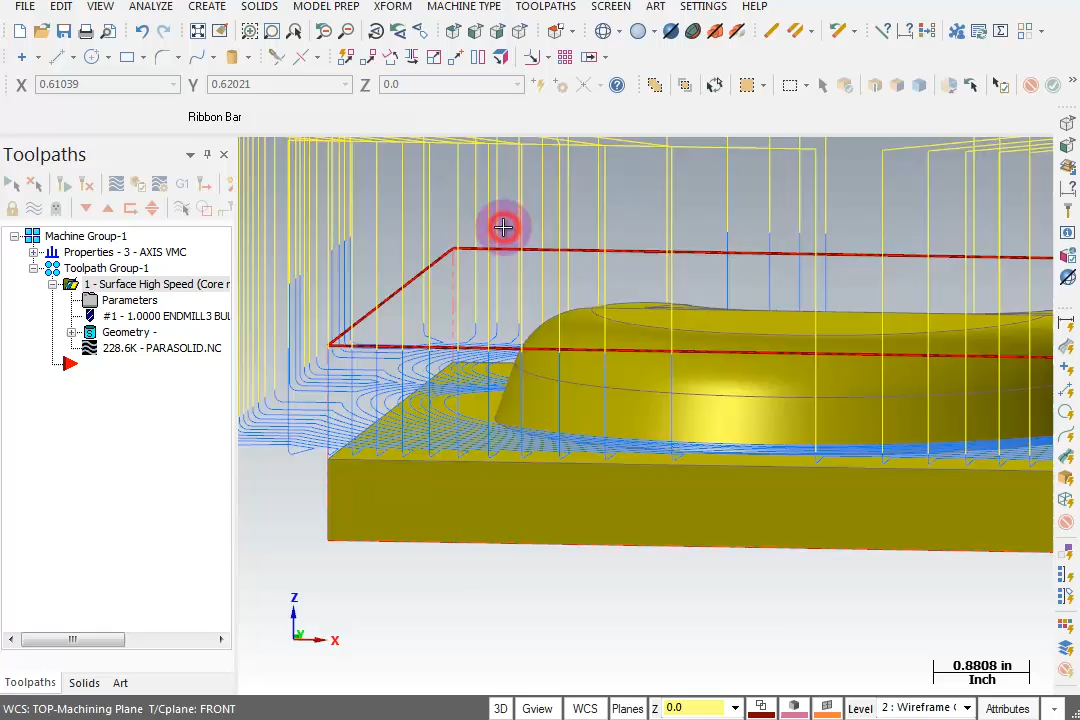 FILE EDIT VIEW ANALYZE CREATE SOLIDS MODEL PREP XFORM MACHINE TYPE TOOLPATHS SCREEN ART SETTINGS HELP
X 0.61039 Y 0.62021 Z 0.0
Ribbon Bar
Toolpaths
G1
Machine Group-1
Properties - 3 - AXIS VMC
Toolpath Group-1
1 - Surface High Speed (Core r
Parameters
#1 - 1.0000 ENDMILL3 BUL
Geometry -
228.6K - PARASOLID.NC
Z
Y
X
0.8808 in
Inch
Toolpaths Solids Art
WCS: TOP-Machining Plane T/Cplane: FRONT 3D Gview WCS Planes Z 0.0 Level 2 : Wireframe ( Attributes